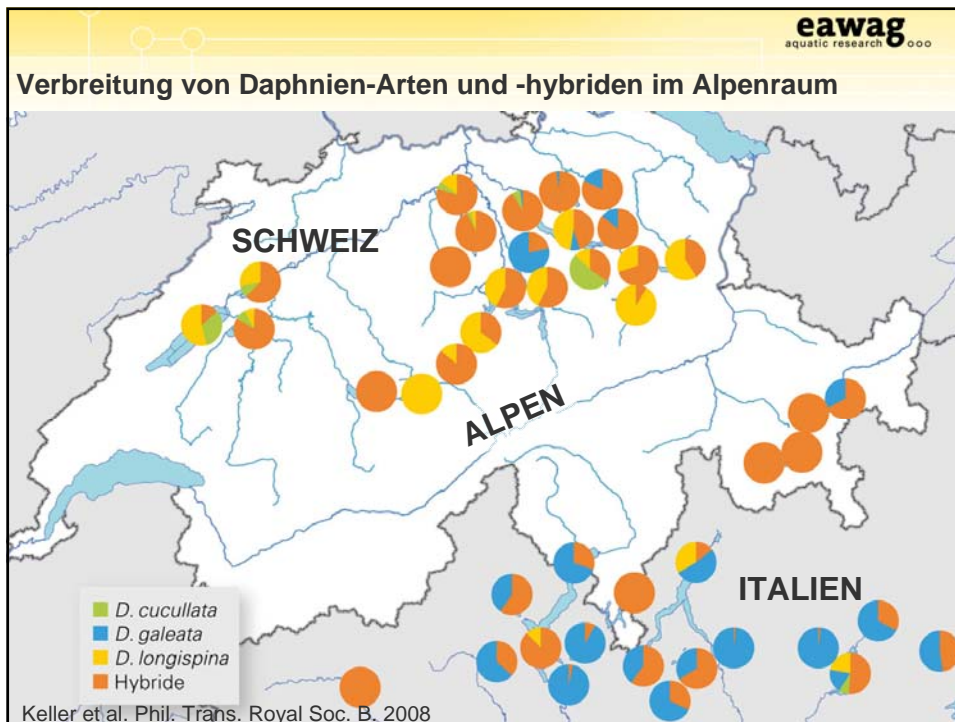 eawag
aquatic research
Verbreitung von Daphnien-Arten und -hybriden im Alpenraum
SCHWEIZ
ALPEN
ITALIEN
D. cucullata
D. galeata
D. longispina
Hybride
Keller et al. Phil. Trans. Royal Soc. B. 2008